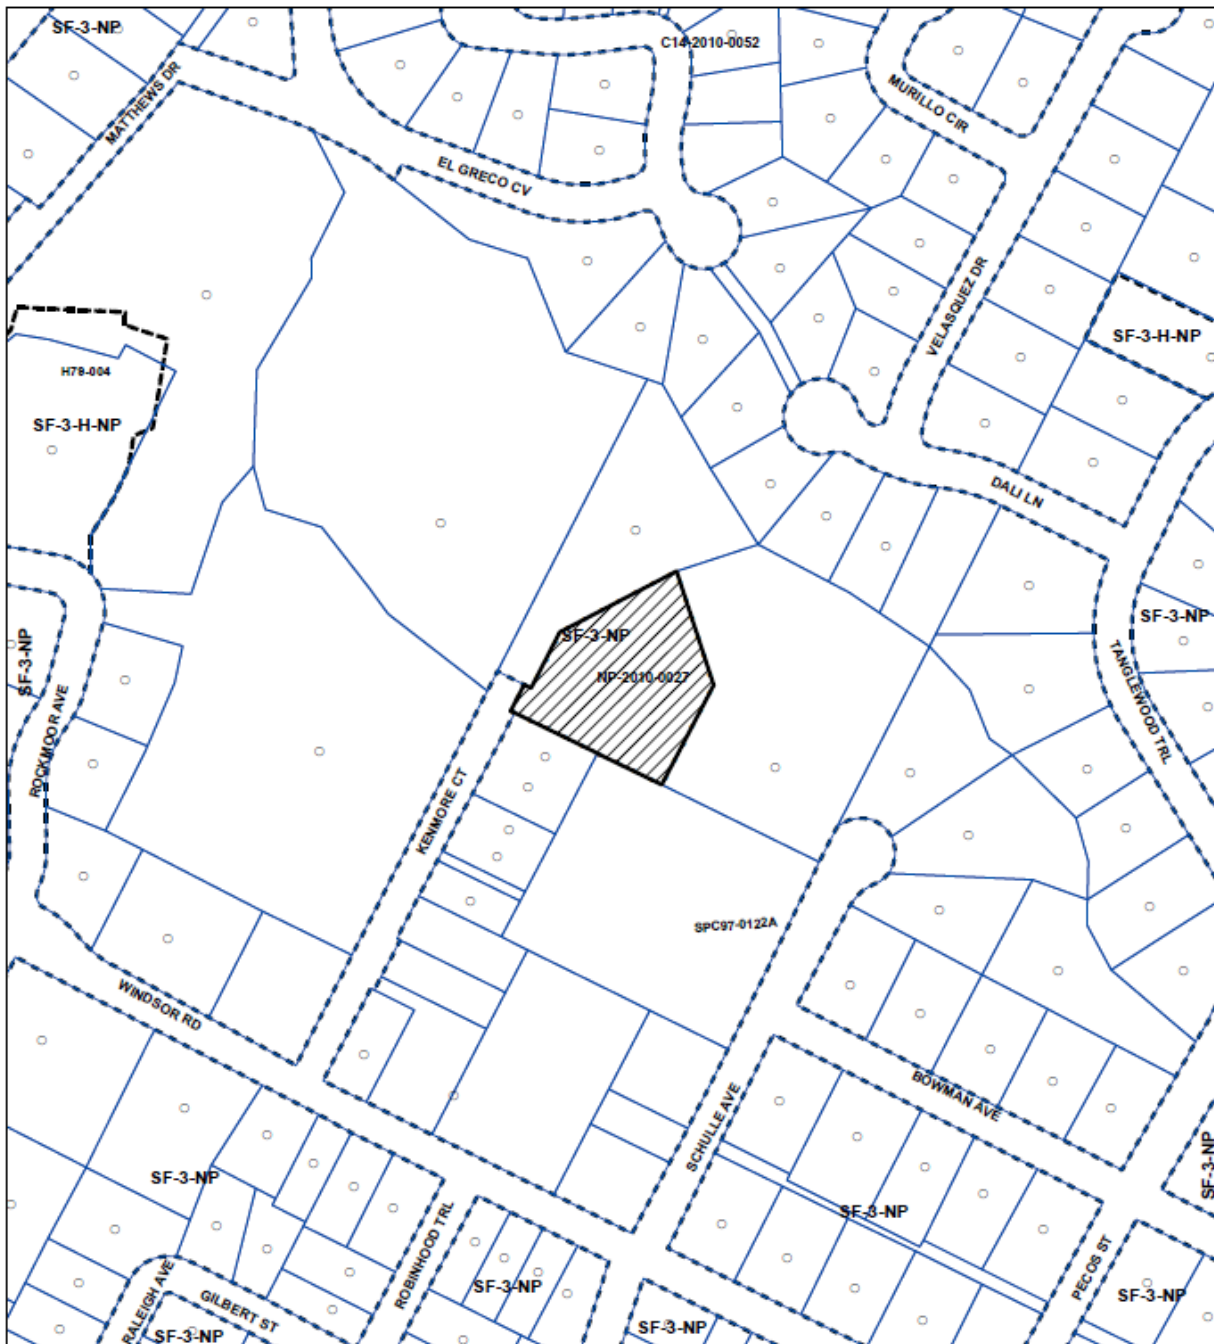 SF-3-NP
C14-2010-0052
MATTHEWS DR
MURILLO CIR
EL GRECO CV
VELASQUEZ DR
SF-3-H-NP
H78-004
SF-3-H-NP
DALI LN
SF-3-NP
SF-3-NP
SF-3-NP
NP-2010-0027
TANGLEWOOD TRL
ROCKMOOR AVE
KENMORE CT
SPC97-0122A
WINDSOR RD
BOWMAN AVE
SCHULLE AVE
SF-3-NP
SF-3-NP
SF-3-NP
ROBINHOOD TRL
PECOS ST
RALEIGH AVE
GILBERT ST
SF-3-NP
SF-3-NP
SF-3-NP
SF-3-NP